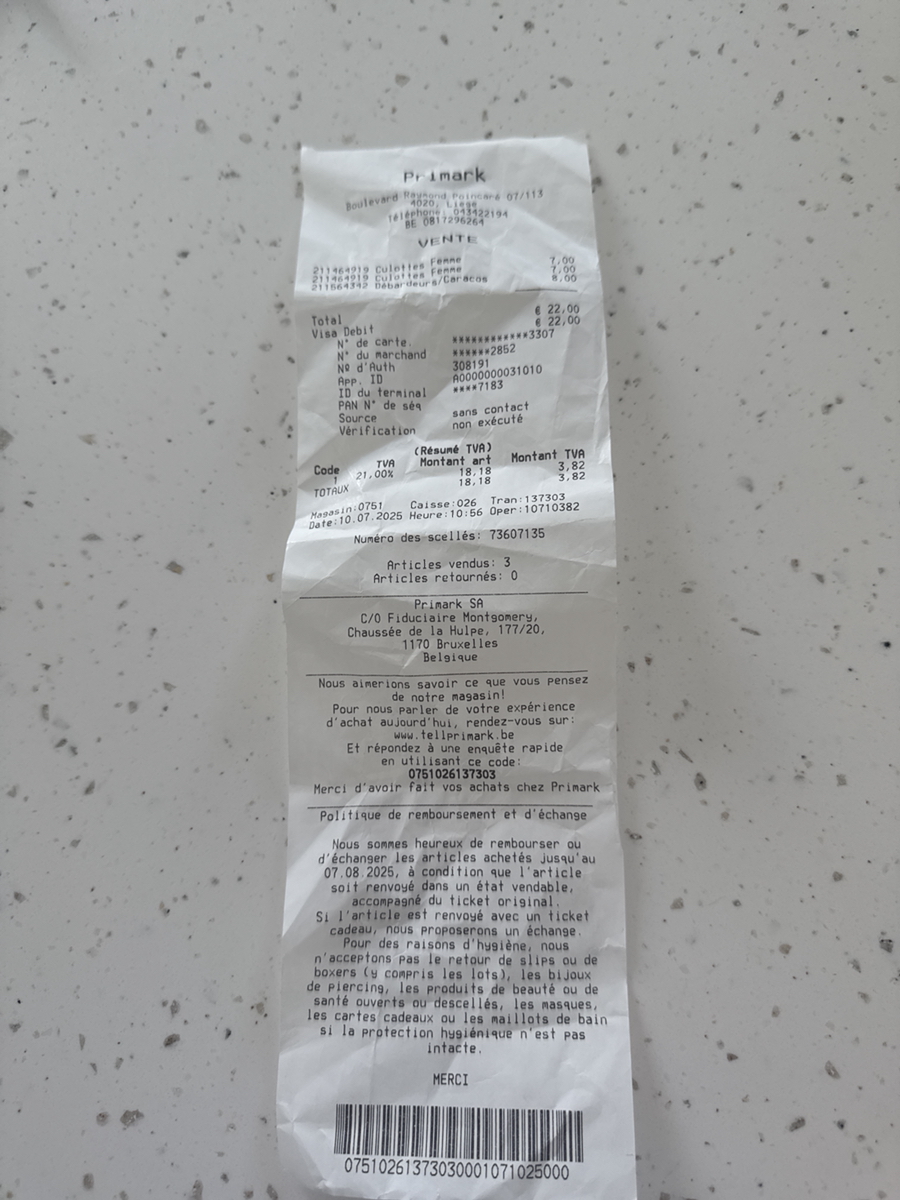 Primark
Boulevard Raymond Poincaré 07/113
4020, Liege
Téléphone: 043422194
BE 0817296264
VENTE
211464919 Culottes Femme 7,00
211464919 Culottes Femme 7,00
211564342 Débardeurs/Caracos 8,00
Total € 22,00
Visa Debit € 22,00
N° de carte. ************3307
N° du marchand ******2852
Nº d'Auth 308191
App. ID A0000000031010
ID du terminal ****7183
PAN N° de séq
Source sans contact
Vérification non exécuté
(Résumé TVA)
Code TVA Montant art Montant TVA
1 21,00% 18,18 3,82
TOTAUX 18,18 3,82
Magasin:0751 Caisse:026 Tran:137303
Date:10.07.2025 Heure:10:56 Oper:10710382
Numéro des scellés: 73607135
Articles vendus: 3
Articles retournés: 0
Primark SA
C/O Fiduciaire Montgomery,
Chaussée de la Hulpe, 177/20,
1170 Bruxelles
Belgique
Nous aimerions savoir ce que vous pensez
de notre magasin!
Pour nous parler de votre expérience
d'achat aujourd'hui, rendez-vous sur:
www.tellprimark.be
Et répondez à une enquête rapide
en utilisant ce code:
0751026137303
Merci d'avoir fait vos achats chez Primark
Politique de remboursement et d'échange
Nous sommes heureux de rembourser ou
d'échanger les articles achetés jusqu'au
07.08.2025, à condition que l'article
soit renvoyé dans un état vendable,
accompagné du ticket original.
Si l'article est renvoyé avec un ticket
cadeau, nous proposerons un échange.
Pour des raisons d'hygiène, nous
n'acceptons pas le retour de slips ou de
boxers (y compris les lots), les bijoux
de piercing, les produits de beauté ou de
santé ouverts ou descellés, les masques,
les cartes cadeaux ou les maillots de bain
si la protection hygiénique n'est pas
intacte.
MERCI
07510261373030001071025000